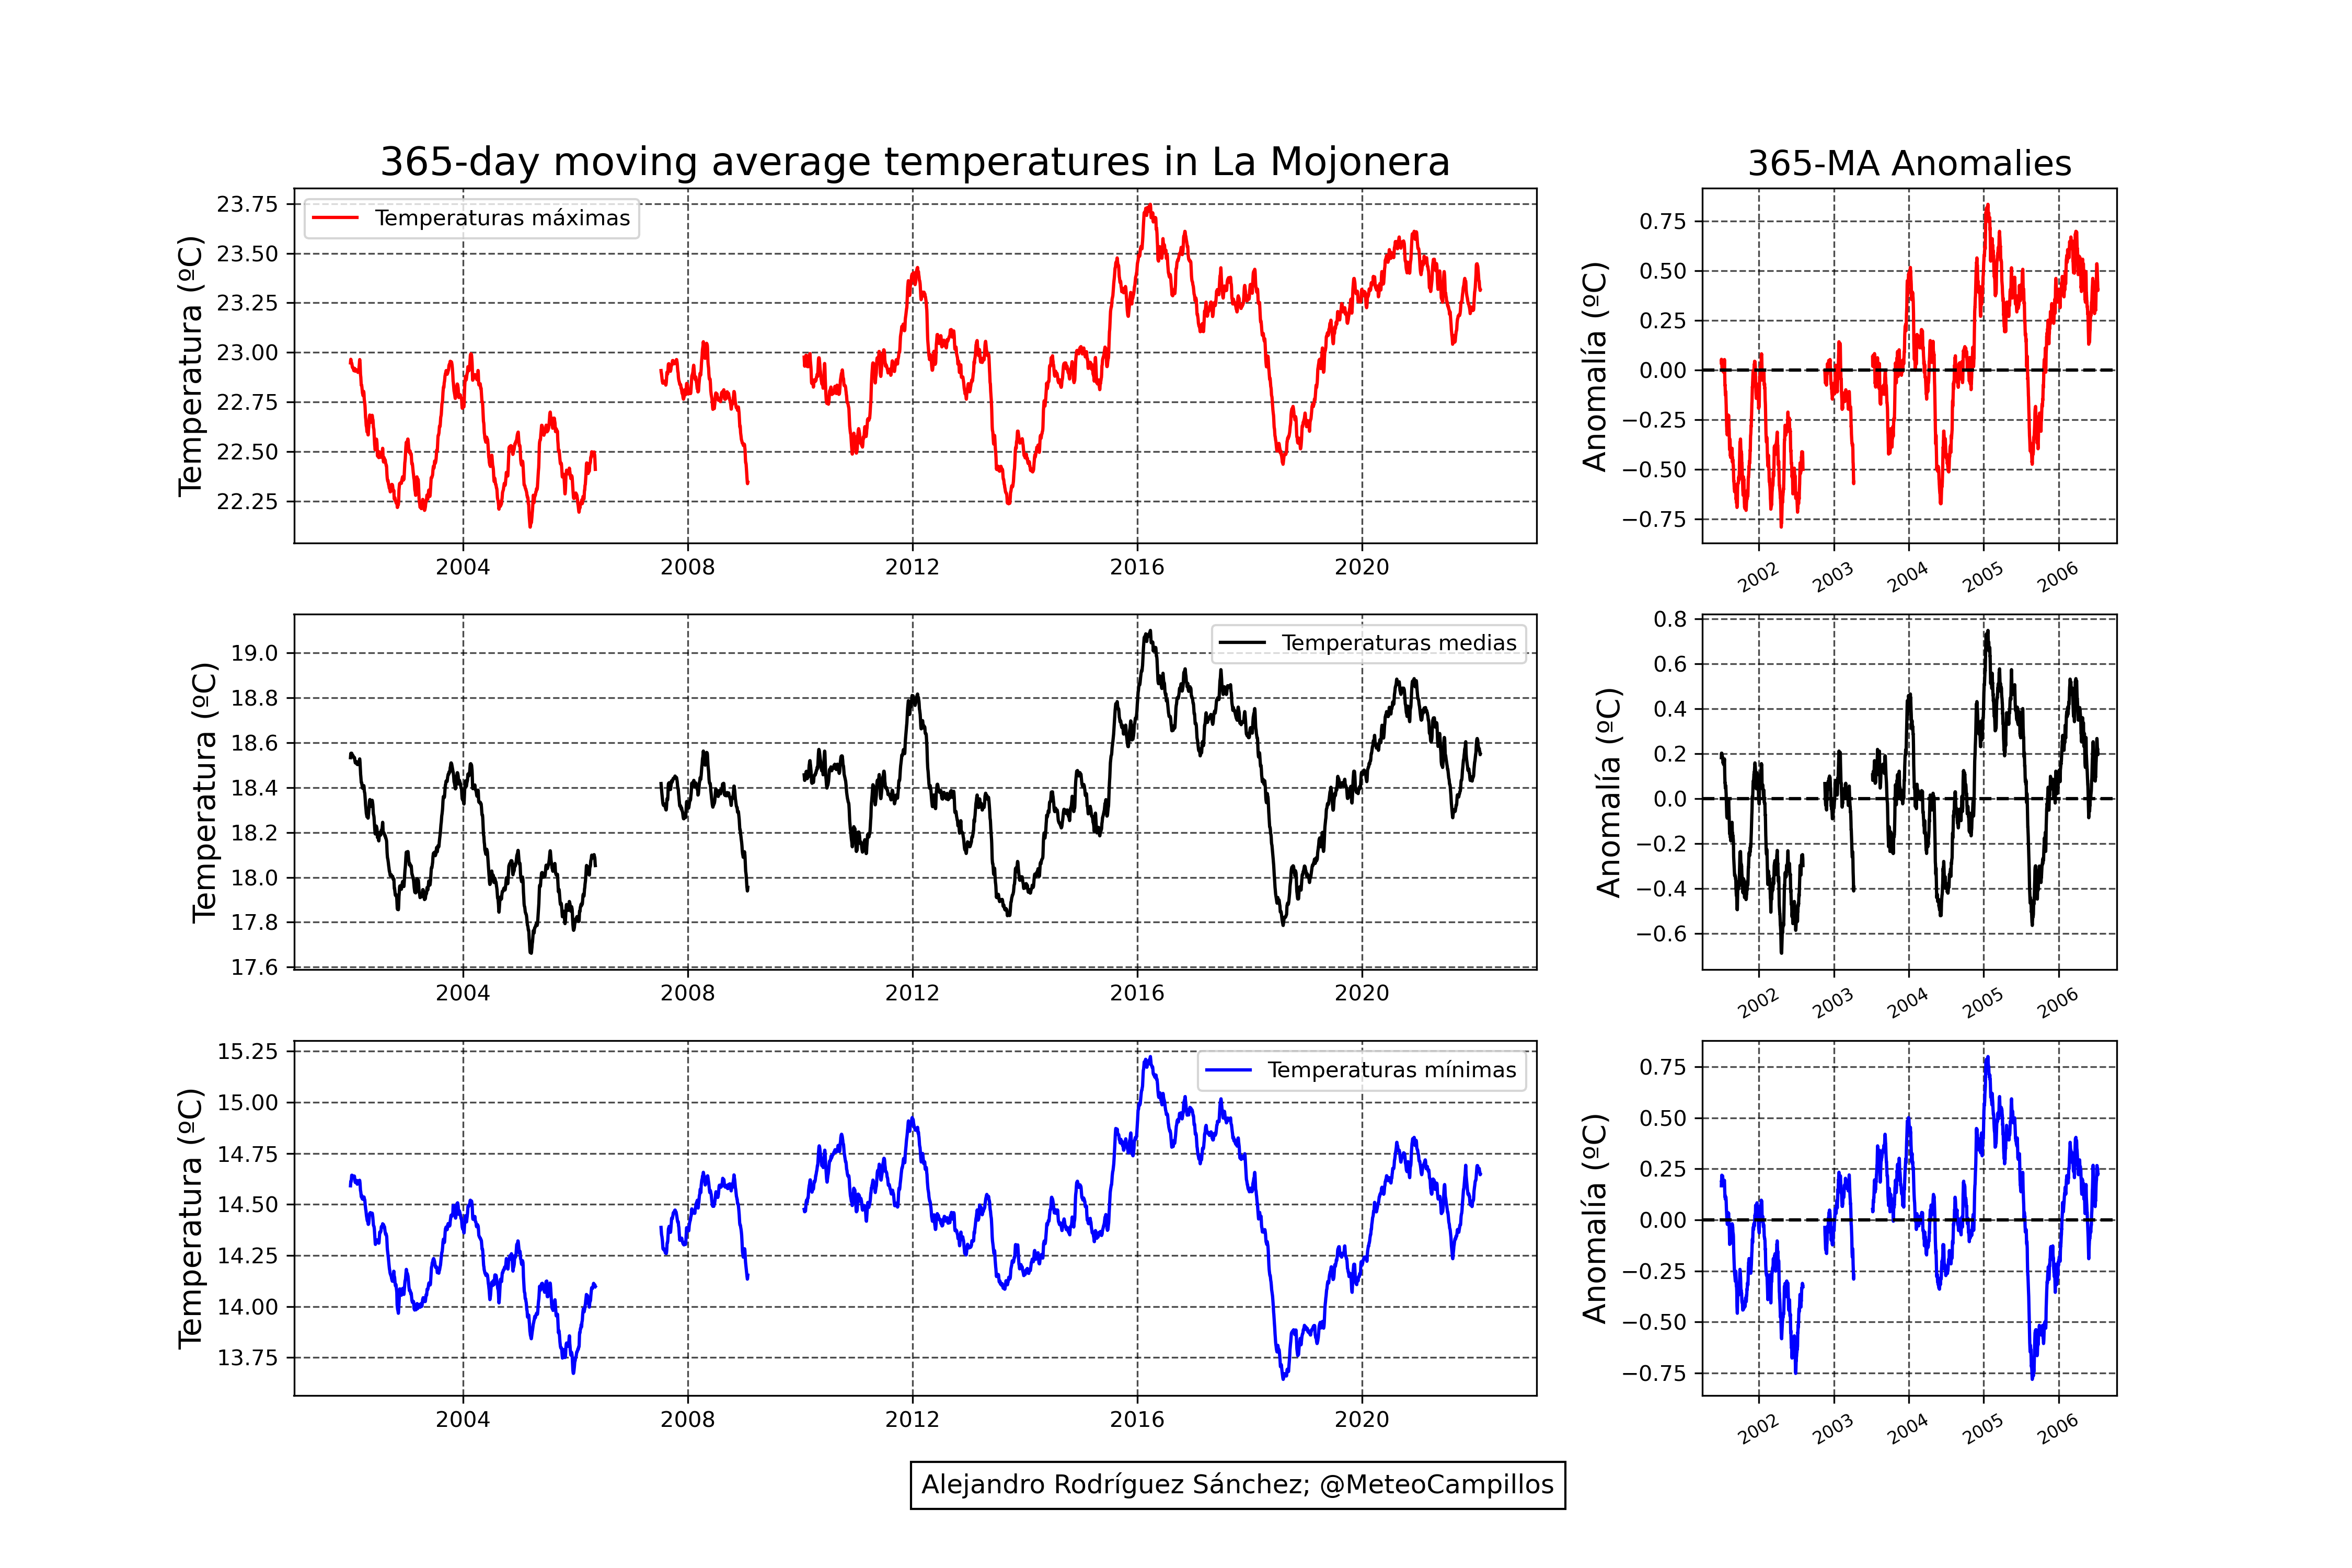 365-day moving average temperatures in La Mojonera
365-MA Anomalies
Temperatura (ºC)
23.75
23.50
23.25
23.00
22.75
22.50
22.25
Temperaturas máximas
2004 2008 2012 2016 2020
Anomalía (ºC)
0.75
0.50
0.25
0.00
−0.25
−0.50
−0.75
2002 2003 2004 2005 2006
Temperatura (ºC)
19.0
18.8
18.6
18.4
18.2
18.0
17.8
17.6
Temperaturas medias
2004 2008 2012 2016 2020
Anomalía (ºC)
0.8
0.6
0.4
0.2
0.0
−0.2
−0.4
−0.6
2002 2003 2004 2005 2006
Temperatura (ºC)
15.25
15.00
14.75
14.50
14.25
14.00
13.75
Temperaturas mínimas
2004 2008 2012 2016 2020
Anomalía (ºC)
0.75
0.50
0.25
0.00
−0.25
−0.50
−0.75
2002 2003 2004 2005 2006
Alejandro Rodríguez Sánchez; @MeteoCampillos